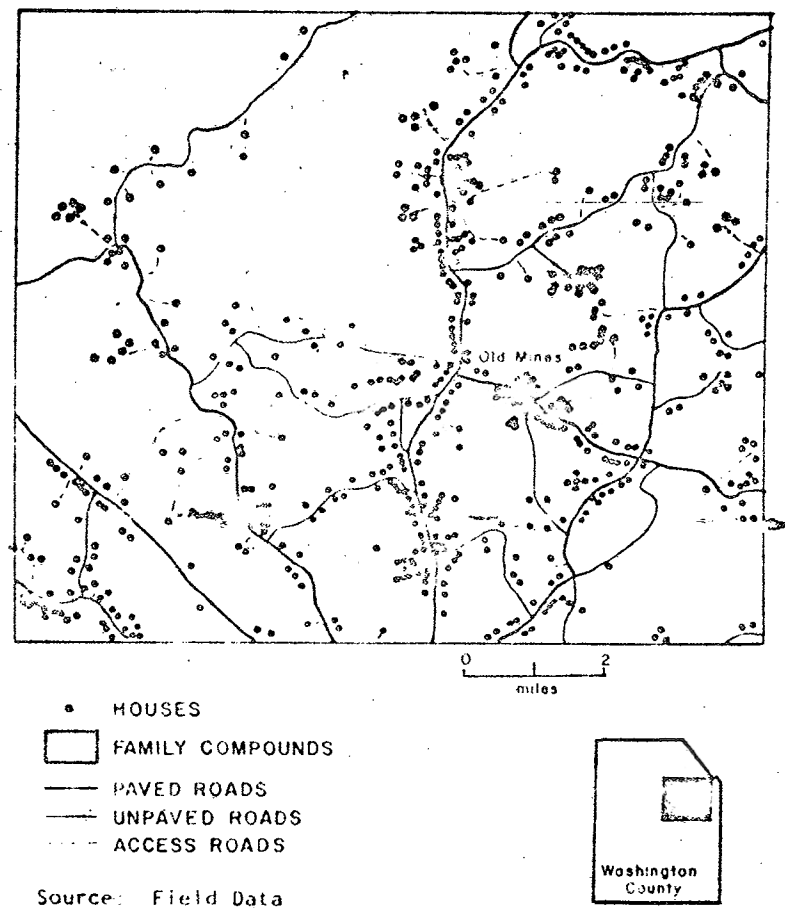 Old Mines
0 2
miles
HOUSES
FAMILY COMPOUNDS
PAVED ROADS
UNPAVED ROADS
ACCESS ROADS
Washington
County
Source: Field Data